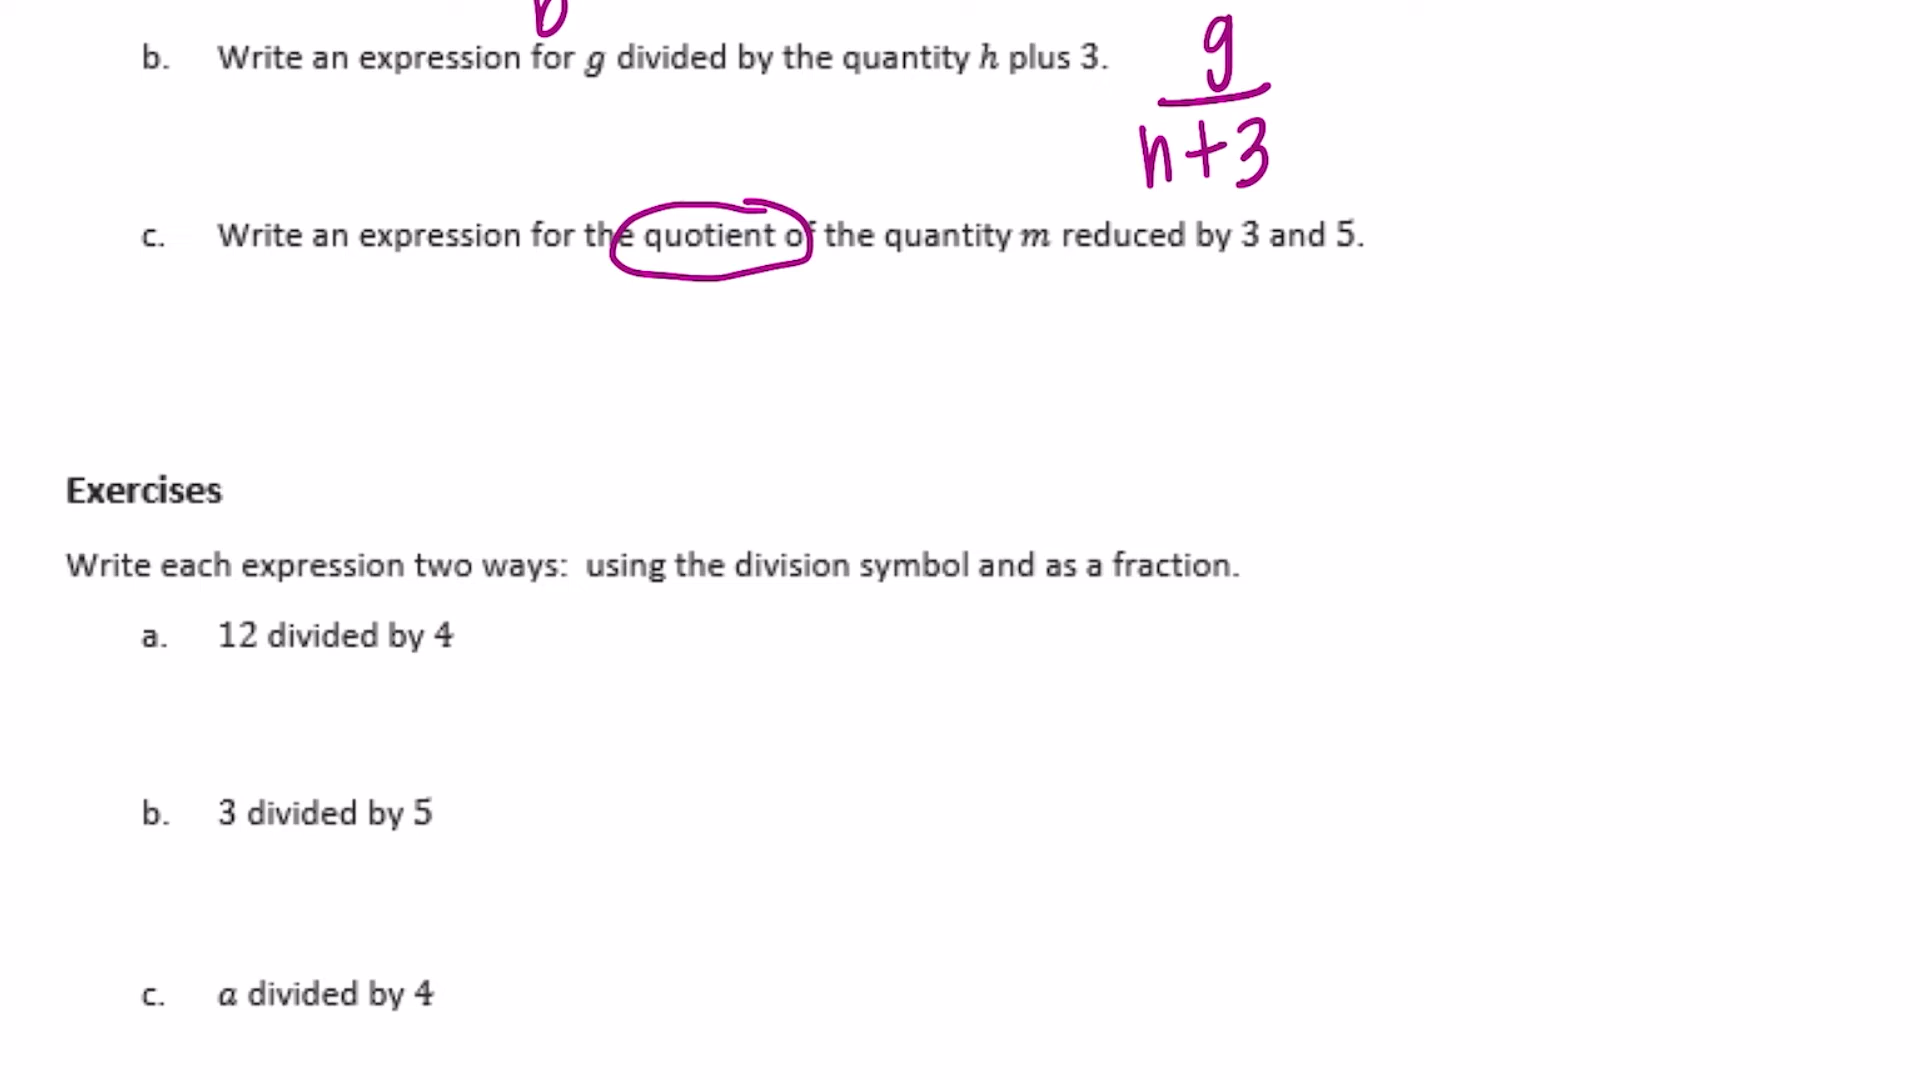 b
b. Write an expression for g divided by the quantity h plus 3.
g
h+3
c. Write an expression for the quotient of the quantity m reduced by 3 and 5.
Exercises
Write each expression two ways: using the division symbol and as a fraction.
a. 12 divided by 4
b. 3 divided by 5
c. a divided by 4